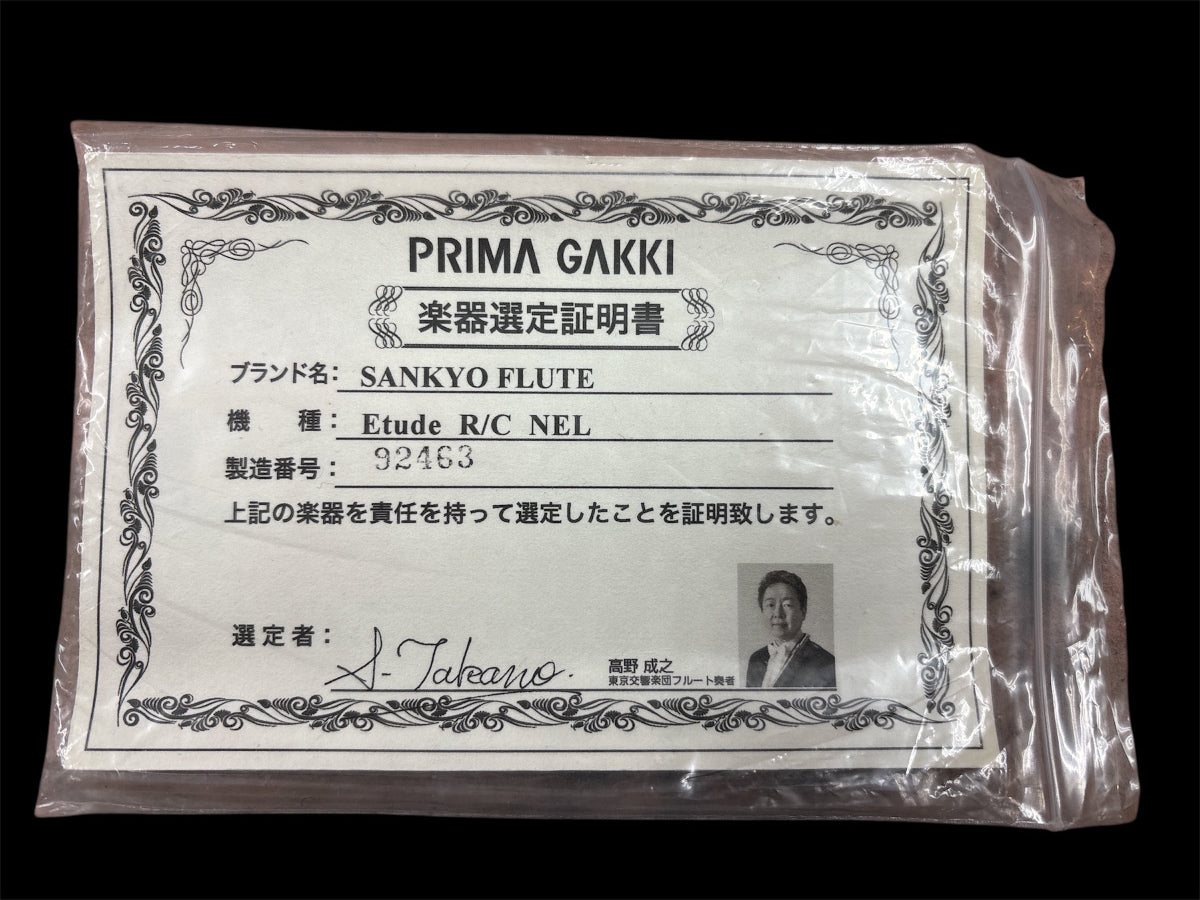 PRIMA GAKKI
楽器選定証明書
ブランド名: SANKYO FLUTE
機 種: Etude R/C NEL
製造番号: 92463
上記の楽器を責任を持って選定したことを証明致します。
選定者: S-Takano.
高野 成之
東京交響楽団フルート奏者